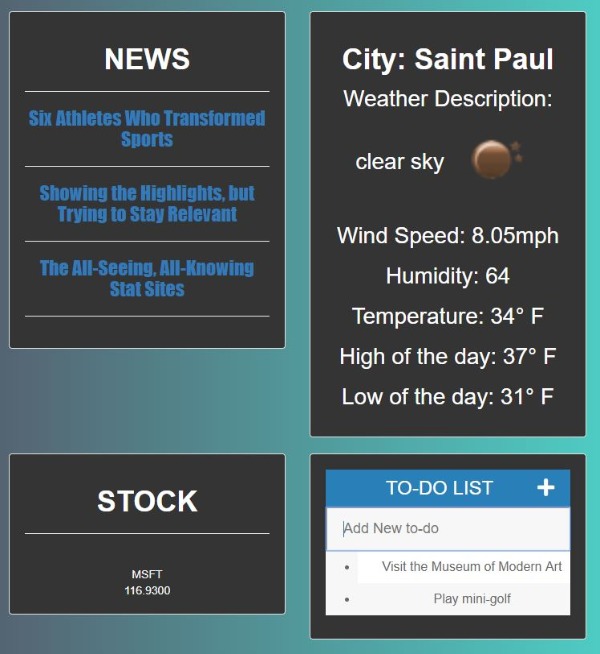 NEWS
Six Athletes Who Transformed
Sports
Showing the Highlights, but
Trying to Stay Relevant
The All-Seeing, All-Knowing
Stat Sites
City: Saint Paul
Weather Description:
clear sky
Wind Speed: 8.05mph
Humidity: 64
Temperature: 34° F
High of the day: 37° F
Low of the day: 31° F
STOCK
MSFT
116.9300
TO-DO LIST
Add New to-do
Visit the Museum of Modern Art
Play mini-golf